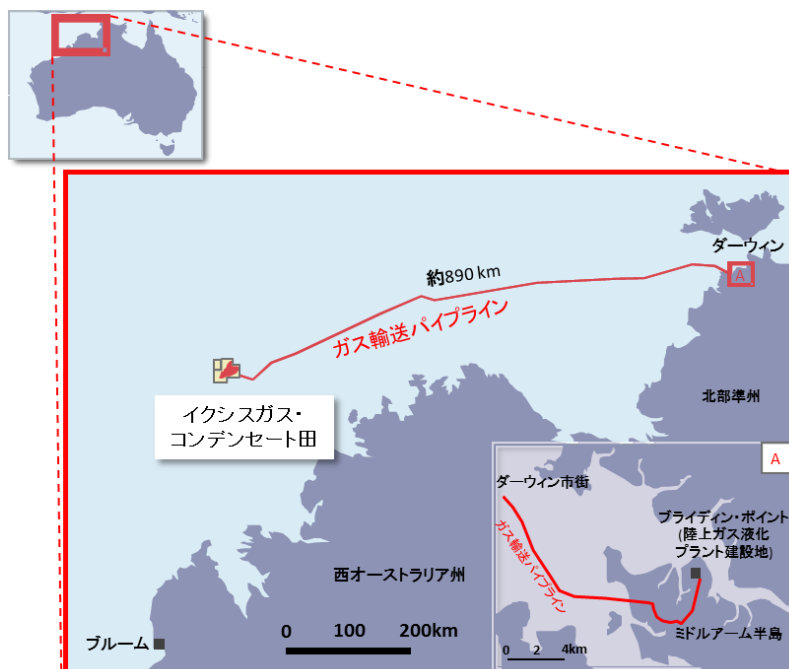 ダーウィン
A
約890 km
ガス輸送パイプライン
イクシスガス・
コンデンセート田
北部準州
A
ダーウィン市街
ブライディン・ポイント
(陸上ガス液化
プラント建設地)
ガス輸送パイプライン
ミドルアーム半島
0 2 4km
西オーストラリア州
ブルーム
0 100 200km